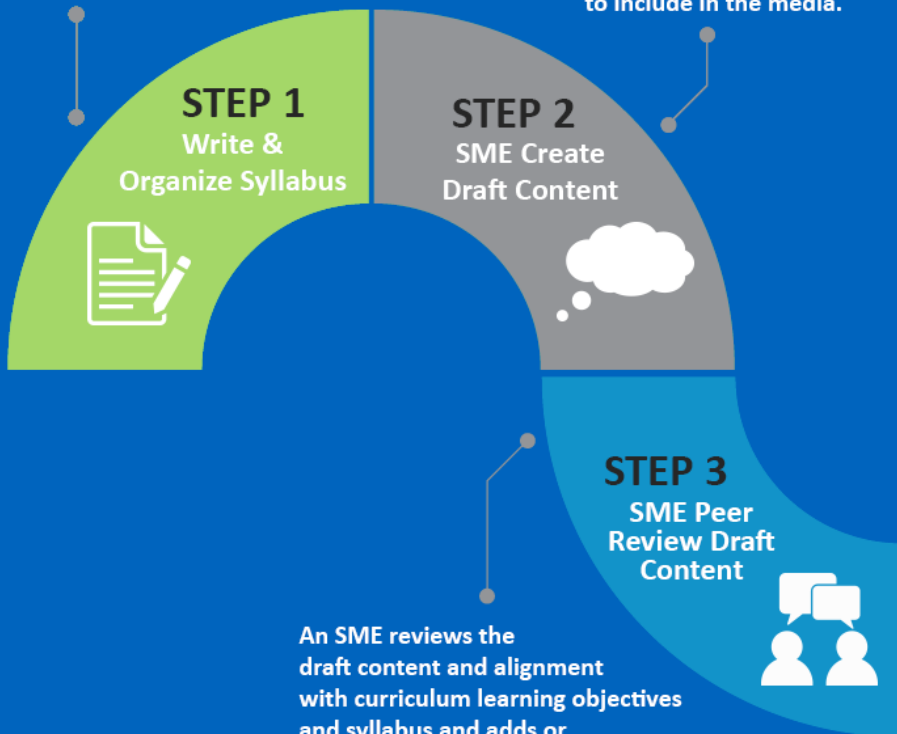 to include in the media.
STEP 1
Write &
Organize Syllabus
STEP 2
SME Create
Draft Content
STEP 3
SME Peer
Review Draft
Content
An SME reviews the
draft content and alignment
with curriculum learning objectives
and syllabus and adds or